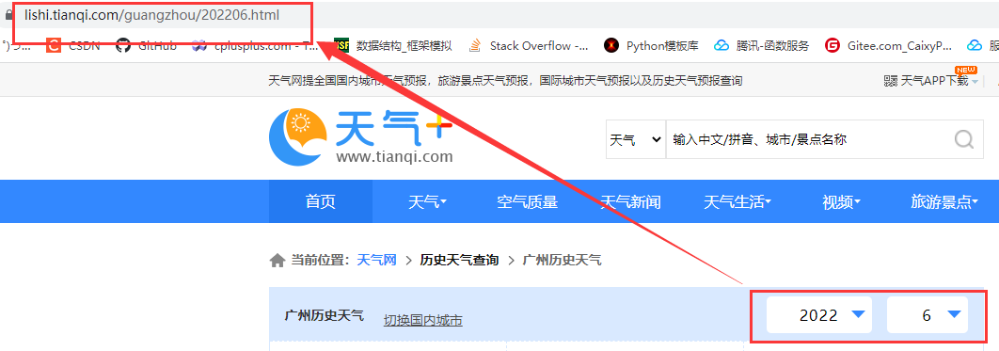 lishi.tianqi.com/guangzhou/202206.html
CSDN GitHub cplusplus.com - T... 数据结构_框架模拟 Stack Overflow -... Python模板库 腾讯-函数服务 Gitee.com_CaixyP... 服
天气网提全国国内城市天气预报，旅游景点天气预报，国际城市天气预报以及历史天气预报查询
NEW
天气APP下载
天气+
www.tianqi.com
天气 输入中文/拼音、城市/景点名称
首页 天气 空气质量 天气新闻 天气生活 视频 旅游景点
当前位置： 天气网 > 历史天气查询 > 广州历史天气
广州历史天气 切换国内城市 2022 6